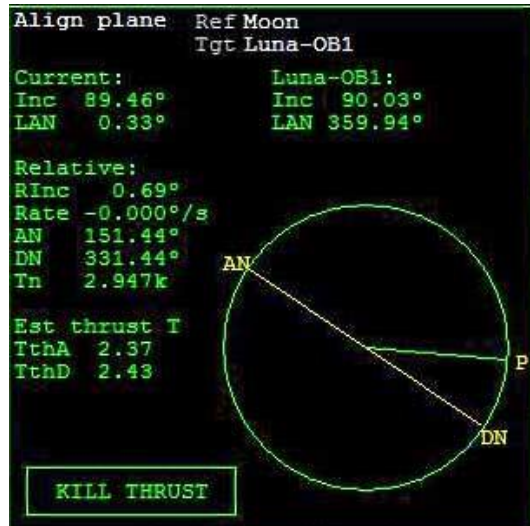 Align plane Ref Moon
Tgt Luna-OB1
Current: Luna-OB1:
Inc 89.46° Inc 90.03°
LAN 0.33° LAN 359.94°
Relative:
RInc 0.69°
Rate -0.000°/s
AN 151.44°
DN 331.44°
Tn 2.947k
AN
Est thrust T
TthA 2.37
TthD 2.43
P
DN
KILL THRUST